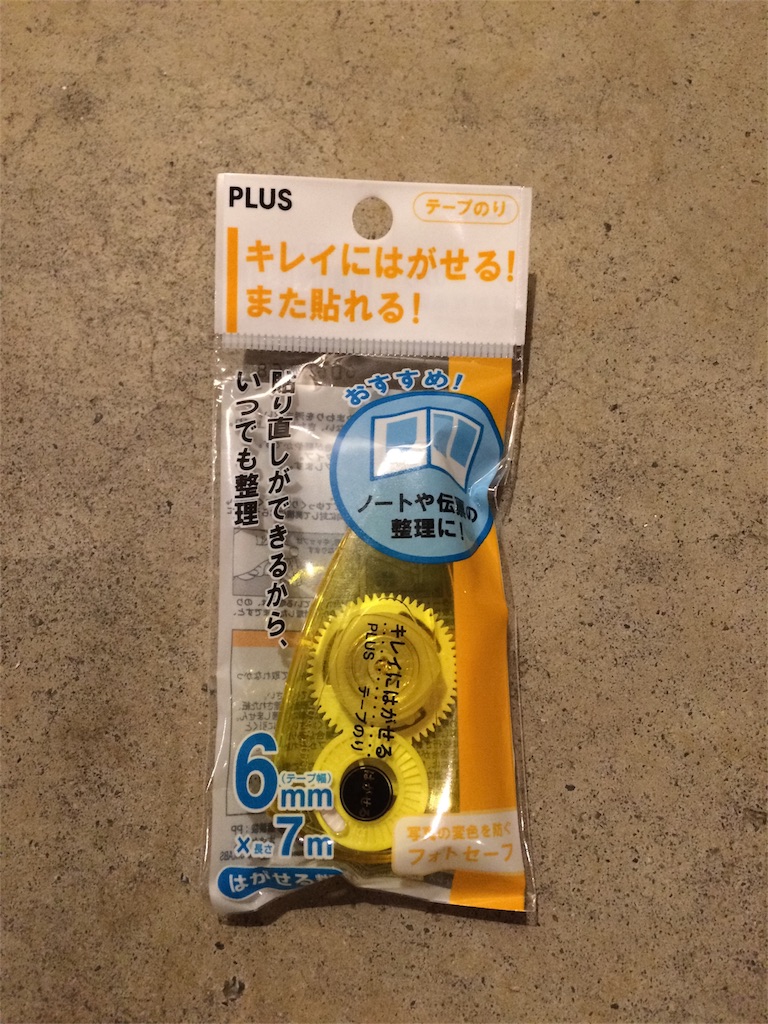 PLUS
テープのり
キレイにはがせる!
また貼れる!
貼り直しができるから、
いつでも整理
おすすめ!
ノートや伝票の
整理に!
キレイにはがせる
PLUS テープのり
はがせる
6mm
(テープ幅)
×長さ7m
はがせる
写真の変色を防ぐ
フォトセーフ